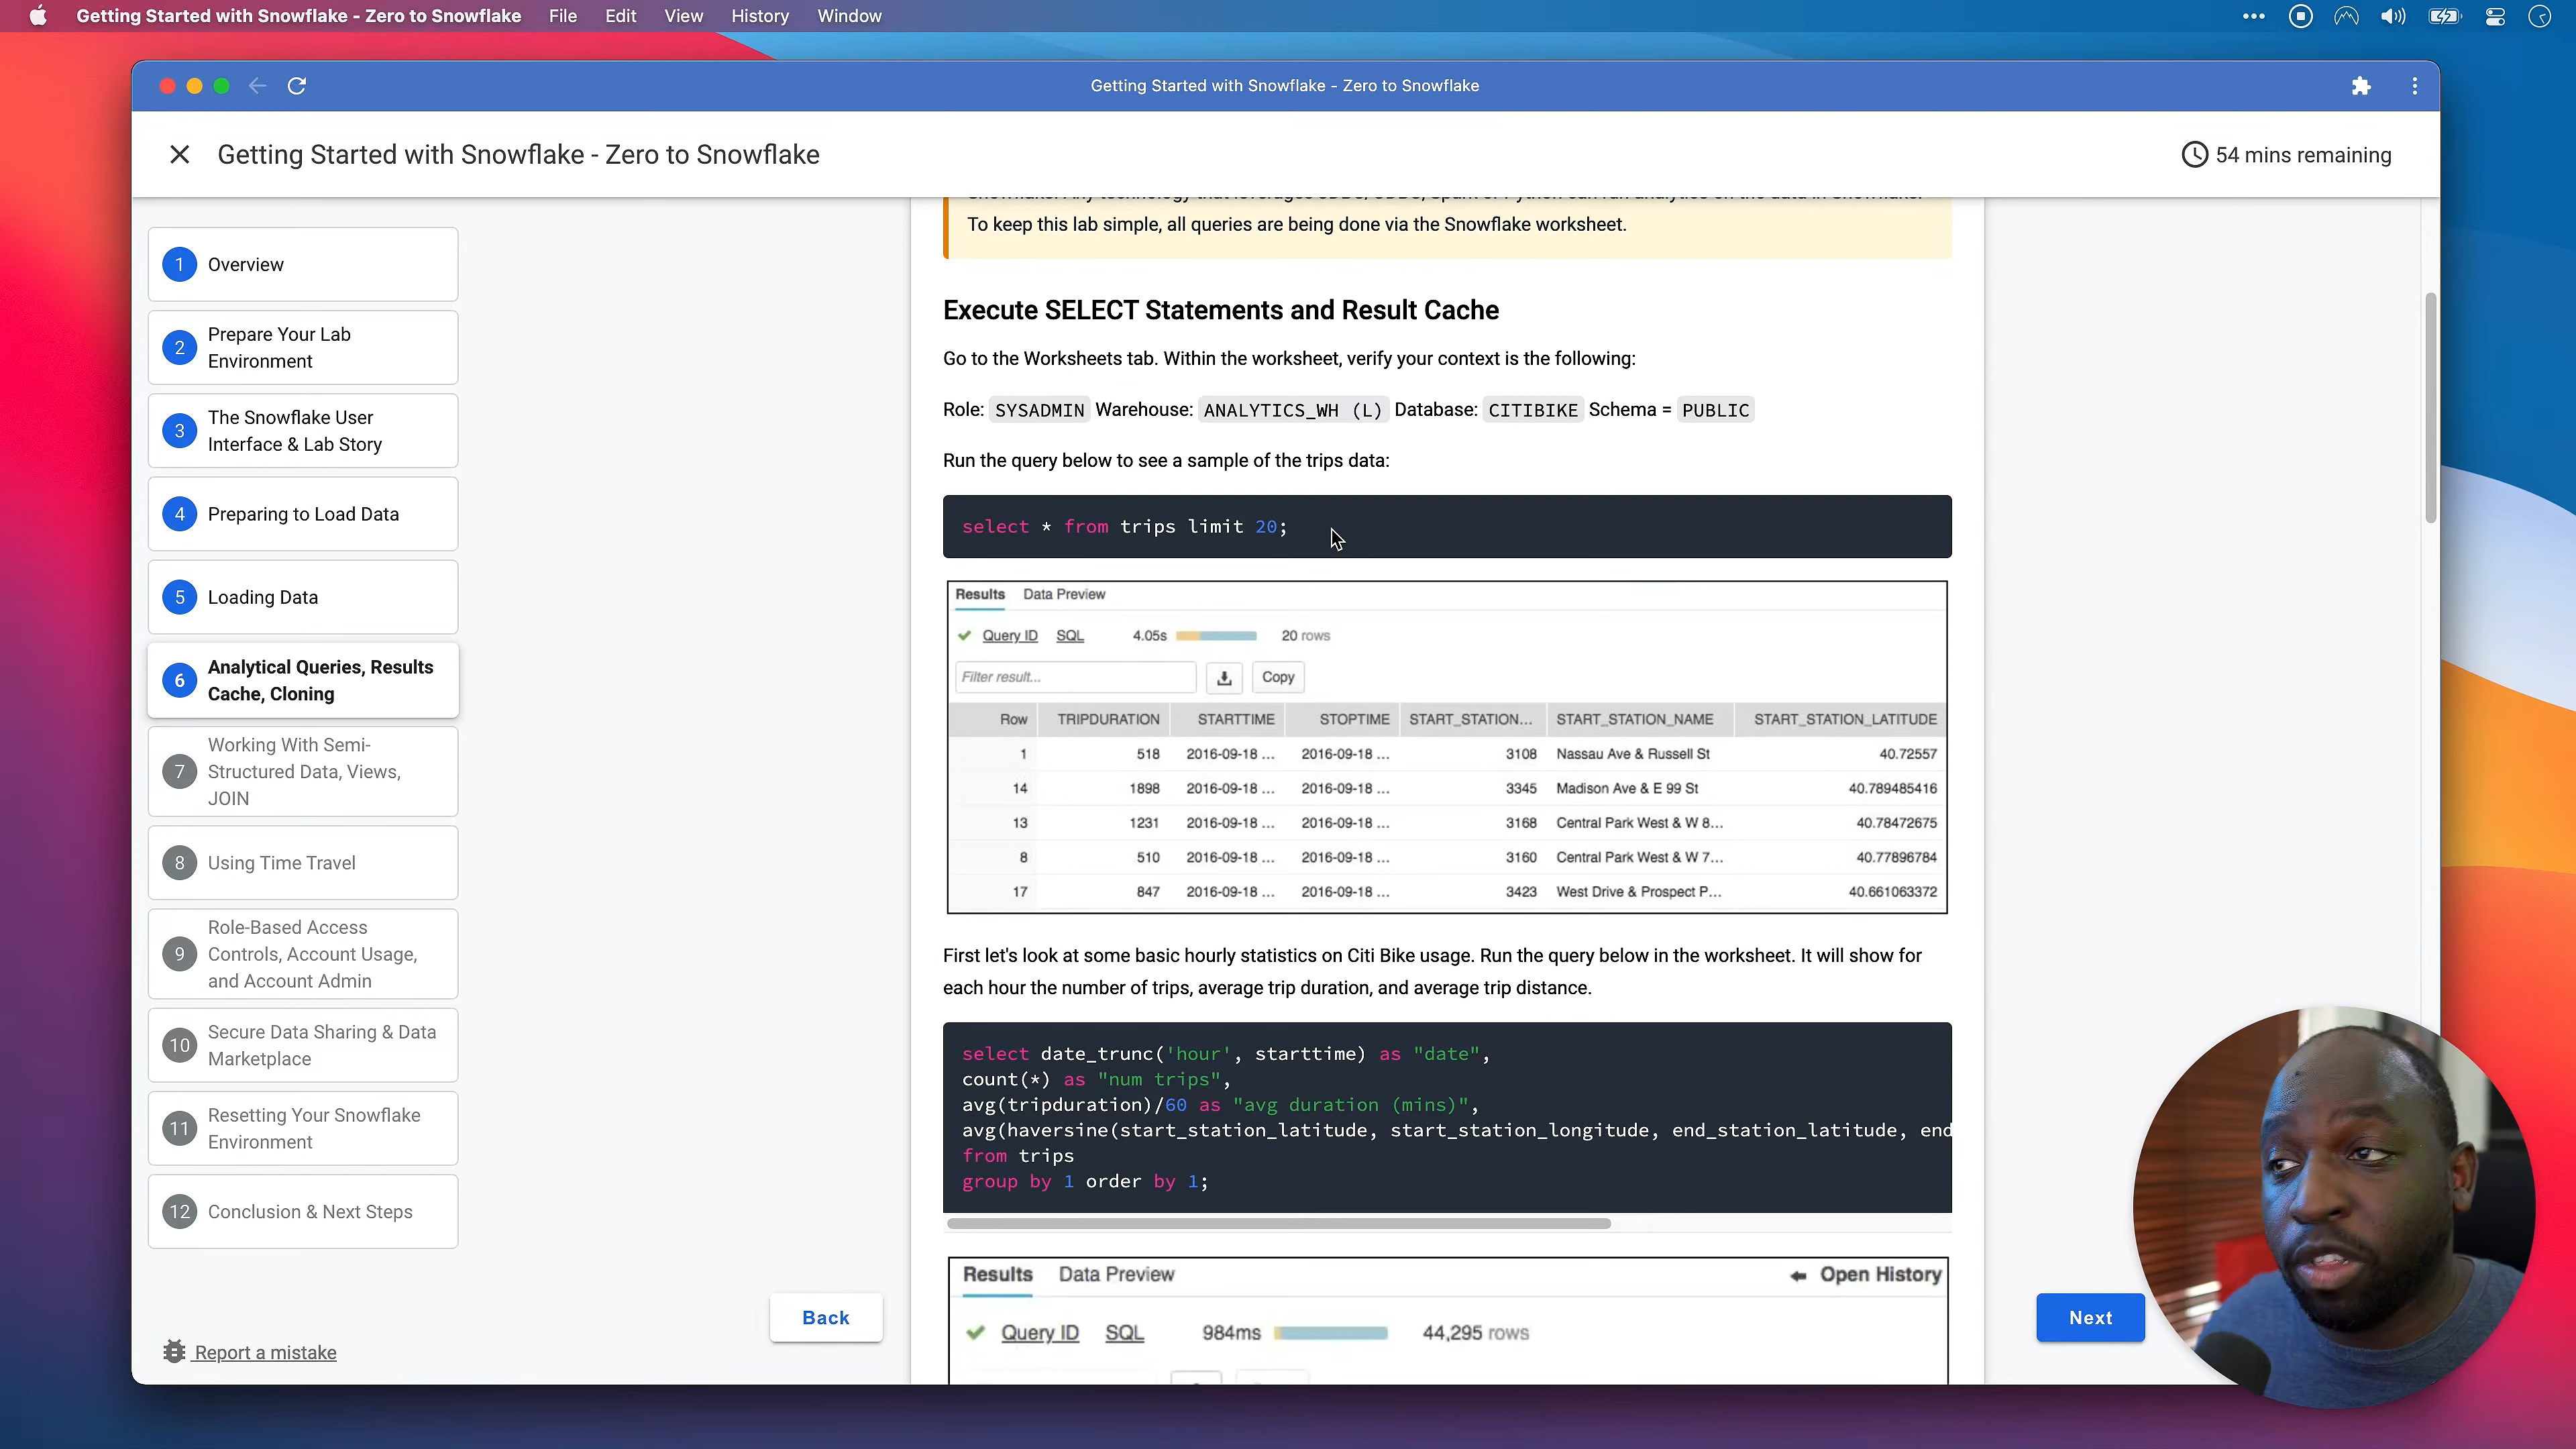 Getting Started with Snowflake - Zero to Snowflake File Edit View History Window
Getting Started with Snowflake - Zero to Snowflake
Getting Started with Snowflake - Zero to Snowflake
54 mins remaining
1 Overview
2 Prepare Your Lab
Environment
3 The Snowflake User
Interface & Lab Story
4 Preparing to Load Data
5 Loading Data
6 Analytical Queries, Results
Cache, Cloning
7 Working With Semi-
Structured Data, Views,
JOIN
8 Using Time Travel
9 Role-Based Access
Controls, Account Usage,
and Account Admin
10 Secure Data Sharing & Data
Marketplace
11 Resetting Your Snowflake
Environment
12 Conclusion & Next Steps
Report a mistake
Back
To keep this lab simple, all queries are being done via the Snowflake worksheet.
Execute SELECT Statements and Result Cache
Go to the Worksheets tab. Within the worksheet, verify your context is the following:
Role: SYSADMIN Warehouse: ANALYTICS_WH (L) Database: CITIBIKE Schema = PUBLIC
Run the query below to see a sample of the trips data:
select * from trips limit 20;
Results Data Preview
Query ID SQL 4.05s 20 rows
Filter result... Copy
Row TRIPDURATION STARTTIME STOPTIME START_STATION... START_STATION_NAME START_STATION_LATITUDE
1 518 2016-09-18 ... 2016-09-18 ... 3108 Nassau Ave & Russell St 40.72557
14 1898 2016-09-18 ... 2016-09-18 ... 3345 Madison Ave & E 99 St 40.789485416
13 1231 2016-09-18 ... 2016-09-18 ... 3168 Central Park West & W 8... 40.78472675
8 510 2016-09-18 ... 2016-09-18 ... 3160 Central Park West & W 7... 40.77896784
17 847 2016-09-18 ... 2016-09-18 ... 3423 West Drive & Prospect P... 40.661063372
First let's look at some basic hourly statistics on Citi Bike usage. Run the query below in the worksheet. It will show for
each hour the number of trips, average trip duration, and average trip distance.
select date_trunc('hour', starttime) as "date",
count(*) as "num trips",
avg(tripduration)/60 as "avg duration (mins)",
avg(haversine(start_station_latitude, start_station_longitude, end_station_latitude, end
from trips
group by 1 order by 1;
Results Data Preview Open History
Query ID SQL 984ms 44,295 rows
Next